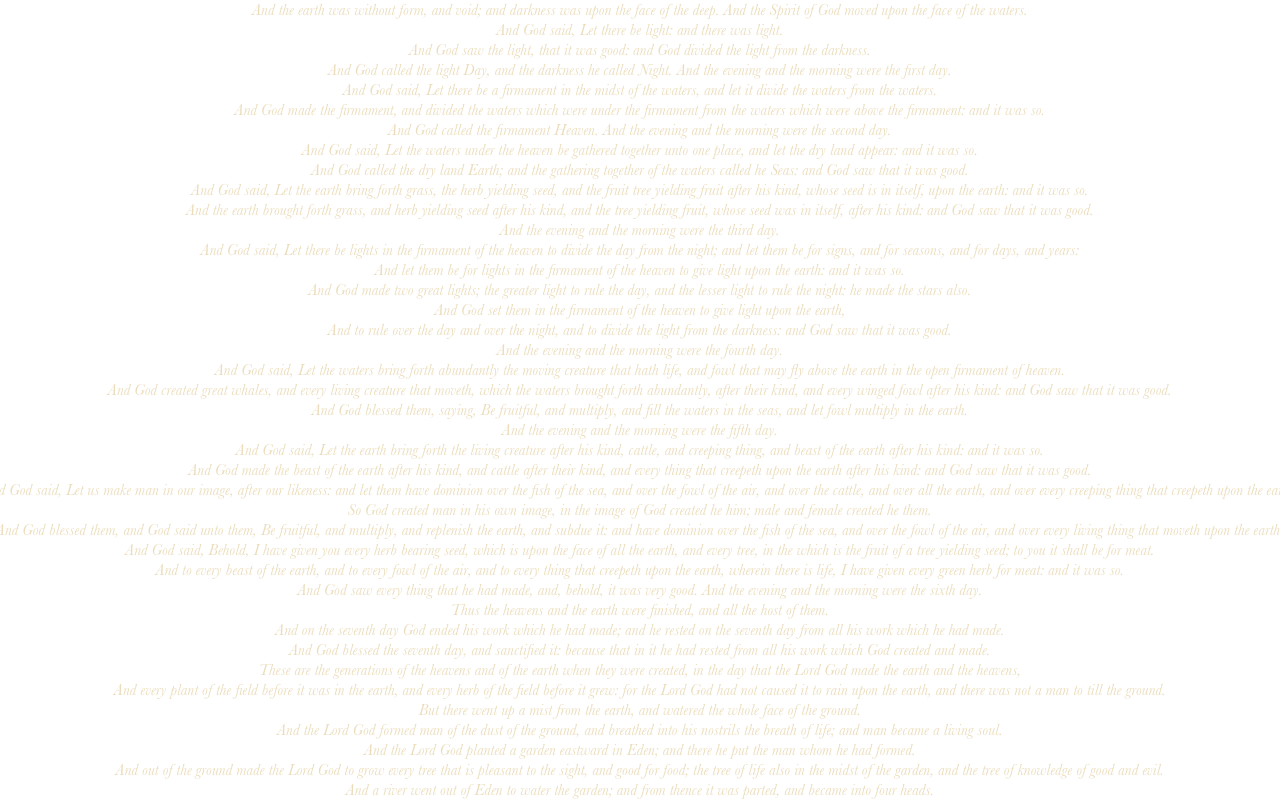 And the earth was without form, and void; and darkness was upon the face of the deep. And the Spirit of God moved upon the face of the waters.
And God said, Let there be light: and there was light.
And God saw the light, that it was good: and God divided the light from the darkness.
And God called the light Day, and the darkness he called Night. And the evening and the morning were the first day.
And God said, Let there be a firmament in the midst of the waters, and let it divide the waters from the waters.
And God made the firmament, and divided the waters which were under the firmament from the waters which were above the firmament: and it was so.
And God called the firmament Heaven. And the evening and the morning were the second day.
And God said, Let the waters under the heaven be gathered together unto one place, and let the dry land appear: and it was so.
And God called the dry land Earth; and the gathering together of the waters called he Seas: and God saw that it was good.
And God said, Let the earth bring forth grass, the herb yielding seed, and the fruit tree yielding fruit after his kind, whose seed is in itself, upon the earth: and it was so.
And the earth brought forth grass, and herb yielding seed after his kind, and the tree yielding fruit, whose seed was in itself, after his kind: and God saw that it was good.
And the evening and the morning were the third day.
And God said, Let there be lights in the firmament of the heaven to divide the day from the night; and let them be for signs, and for seasons, and for days, and years:
And let them be for lights in the firmament of the heaven to give light upon the earth: and it was so.
And God made two great lights; the greater light to rule the day, and the lesser light to rule the night: he made the stars also.
And God set them in the firmament of the heaven to give light upon the earth,
And to rule over the day and over the night, and to divide the light from the darkness: and God saw that it was good.
And the evening and the morning were the fourth day.
And God said, Let the waters bring forth abundantly the moving creature that hath life, and fowl that may fly above the earth in the open firmament of heaven.
And God created great whales, and every living creature that moveth, which the waters brought forth abundantly, after their kind, and every winged fowl after his kind: and God saw that it was good.
And God blessed them, saying, Be fruitful, and multiply, and fill the waters in the seas, and let fowl multiply in the earth.
And the evening and the morning were the fifth day.
And God said, Let the earth bring forth the living creature after his kind, cattle, and creeping thing, and beast of the earth after his kind: and it was so.
And God made the beast of the earth after his kind, and cattle after their kind, and every thing that creepeth upon the earth after his kind: and God saw that it was good.
d God said, Let us make man in our image, after our likeness: and let them have dominion over the fish of the sea, and over the fowl of the air, and over the cattle, and over all the earth, and over every creeping thing that creepeth upon the ea
So God created man in his own image, in the image of God created he him; male and female created he them.
And God blessed them, and God said unto them, Be fruitful, and multiply, and replenish the earth, and subdue it: and have dominion over the fish of the sea, and over the fowl of the air, and over every living thing that moveth upon the earth
And God said, Behold, I have given you every herb bearing seed, which is upon the face of all the earth, and every tree, in the which is the fruit of a tree yielding seed; to you it shall be for meat.
And to every beast of the earth, and to every fowl of the air, and to every thing that creepeth upon the earth, wherein there is life, I have given every green herb for meat: and it was so.
And God saw every thing that he had made, and, behold, it was very good. And the evening and the morning were the sixth day.
Thus the heavens and the earth were finished, and all the host of them.
And on the seventh day God ended his work which he had made; and he rested on the seventh day from all his work which he had made.
And God blessed the seventh day, and sanctified it: because that in it he had rested from all his work which God created and made.
These are the generations of the heavens and of the earth when they were created, in the day that the Lord God made the earth and the heavens,
And every plant of the field before it was in the earth, and every herb of the field before it grew: for the Lord God had not caused it to rain upon the earth, and there was not a man to till the ground.
But there went up a mist from the earth, and watered the whole face of the ground.
And the Lord God formed man of the dust of the ground, and breathed into his nostrils the breath of life; and man became a living soul.
And the Lord God planted a garden eastward in Eden; and there he put the man whom he had formed.
And out of the ground made the Lord God to grow every tree that is pleasant to the sight, and good for food; the tree of life also in the midst of the garden, and the tree of knowledge of good and evil.
And a river went out of Eden to water the garden; and from thence it was parted, and became into four heads.